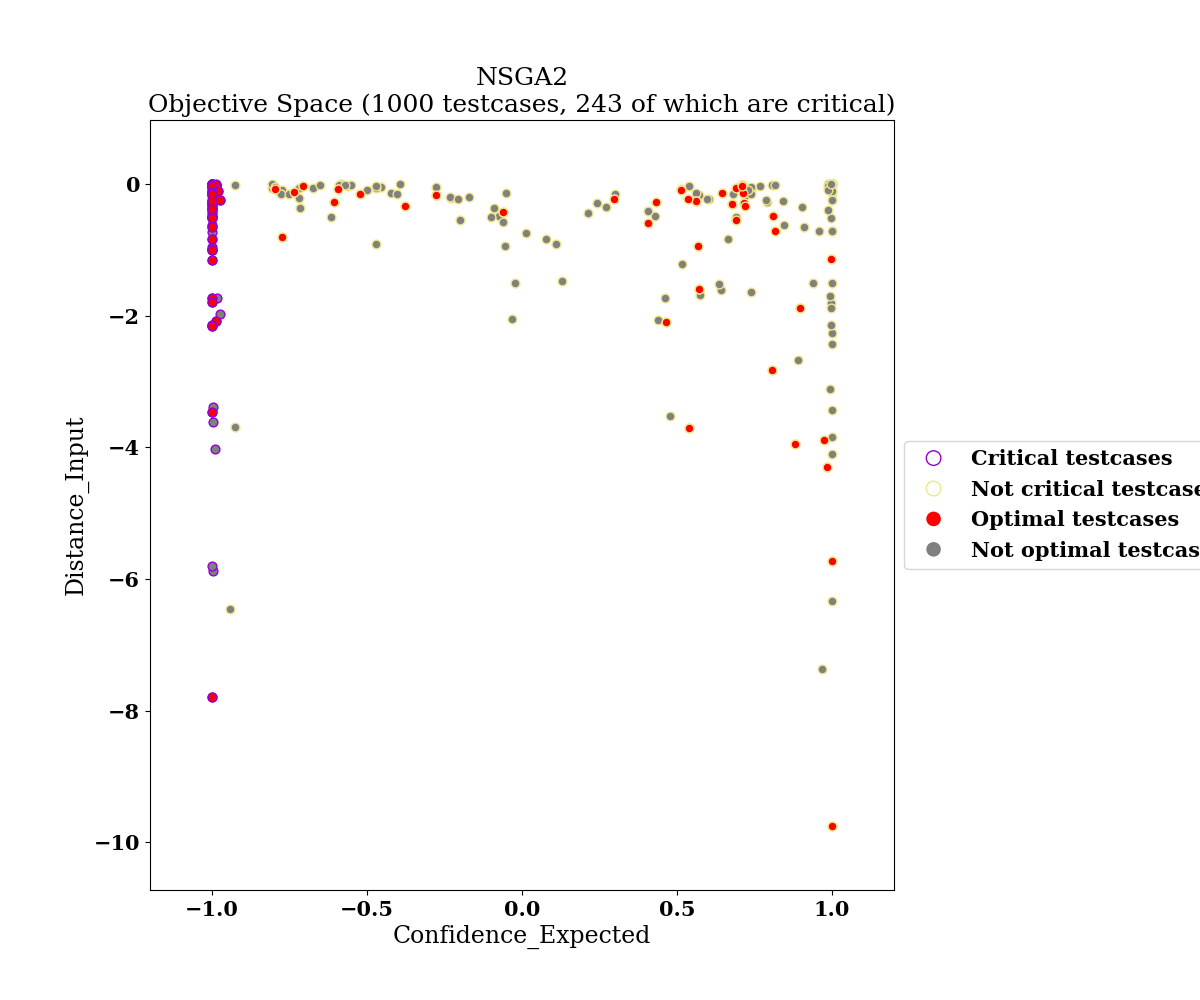 NSGA2
Objective Space (1000 testcases, 243 of which are critical)
0
−2
−4
−6
−8
−10
Distance_Input
−1.0
−0.5
0.0
0.5
1.0
Confidence_Expected
Critical testcases
Not critical testcase
Optimal testcases
Not optimal testcas